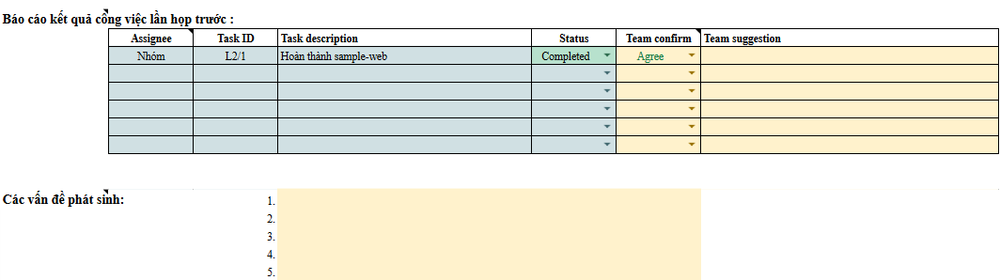 Báo cáo kết quả công việc lần họp trước :
Assignee Task ID Task description Status Team confirm Team suggestion
Nhóm L2/1 Hoàn thành sample-web Completed Agree
Các vấn đề phát sinh:
1.
2.
3.
4.
5.